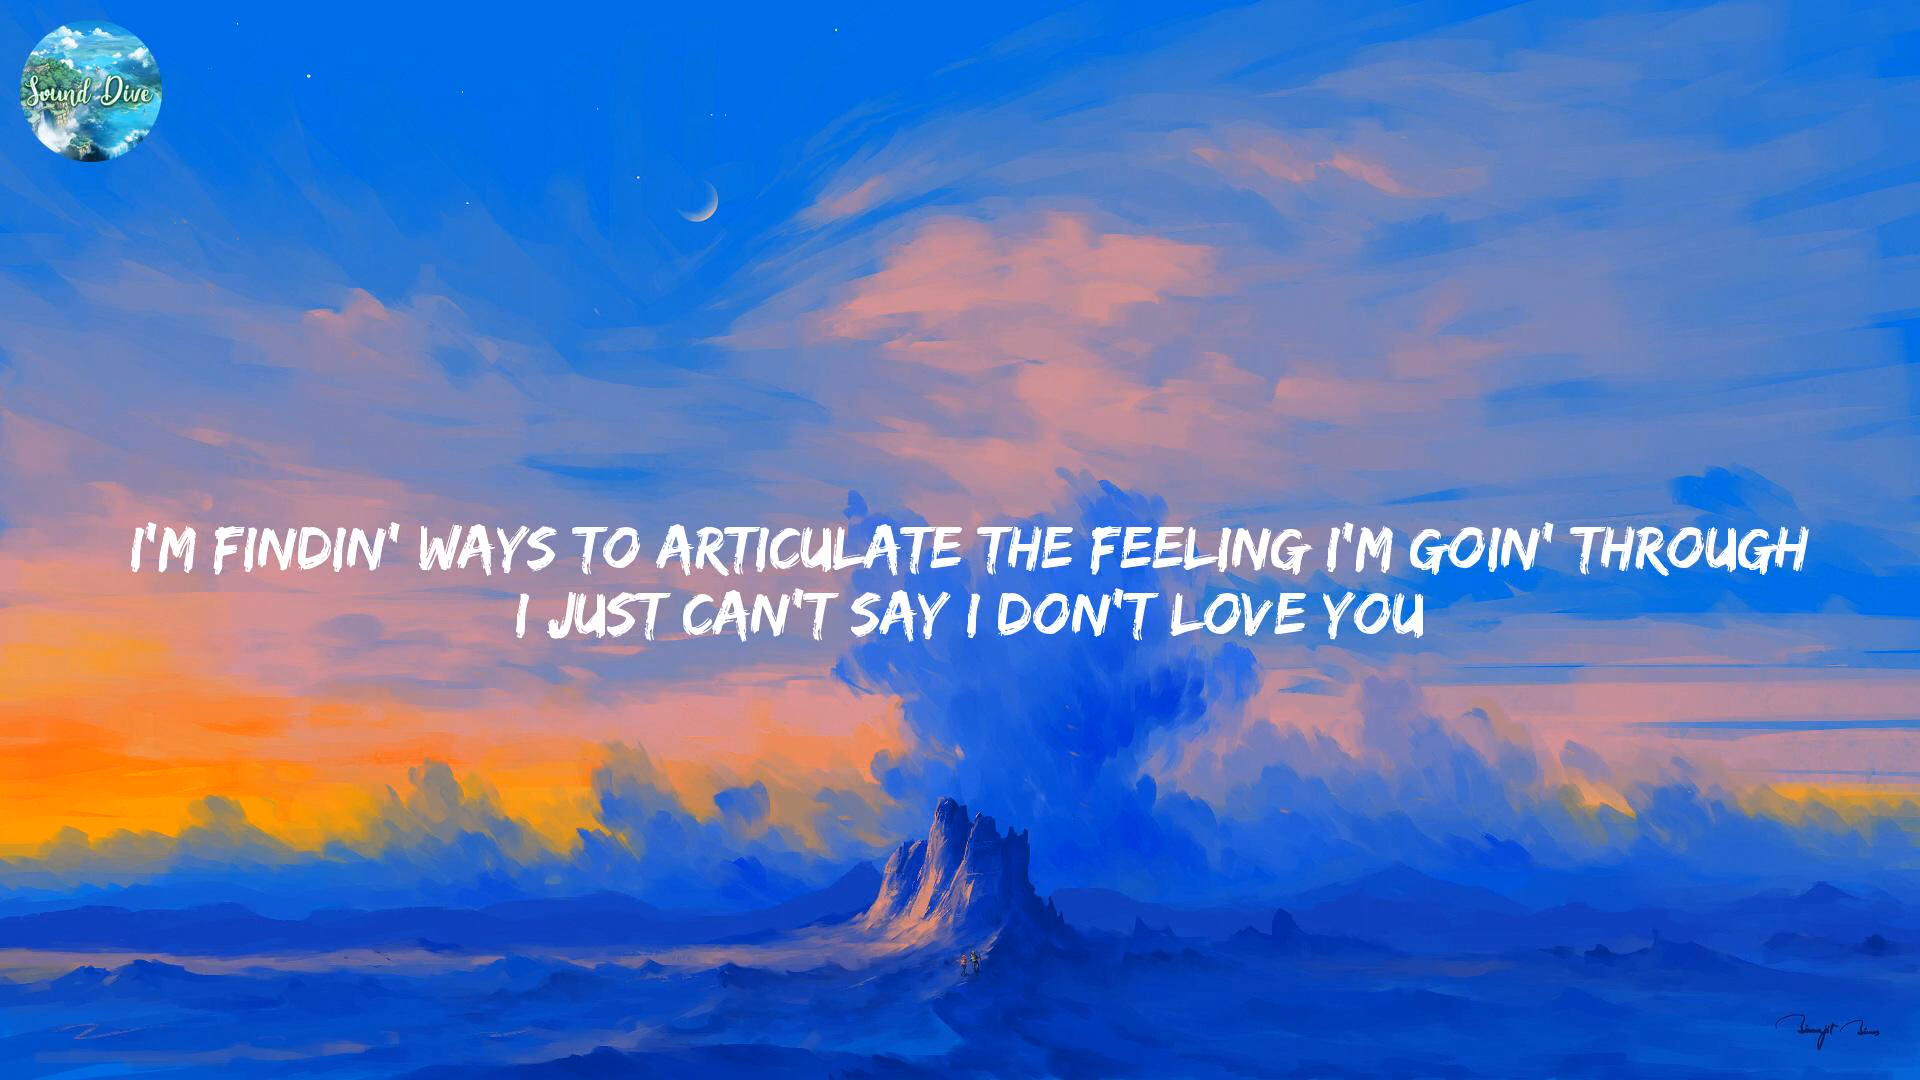 Sound Dive
I'M FINDIN' WAYS TO ARTICULATE THE FEELING I'M GOIN' THROUGH
I JUST CAN'T SAY I DON'T LOVE YOU